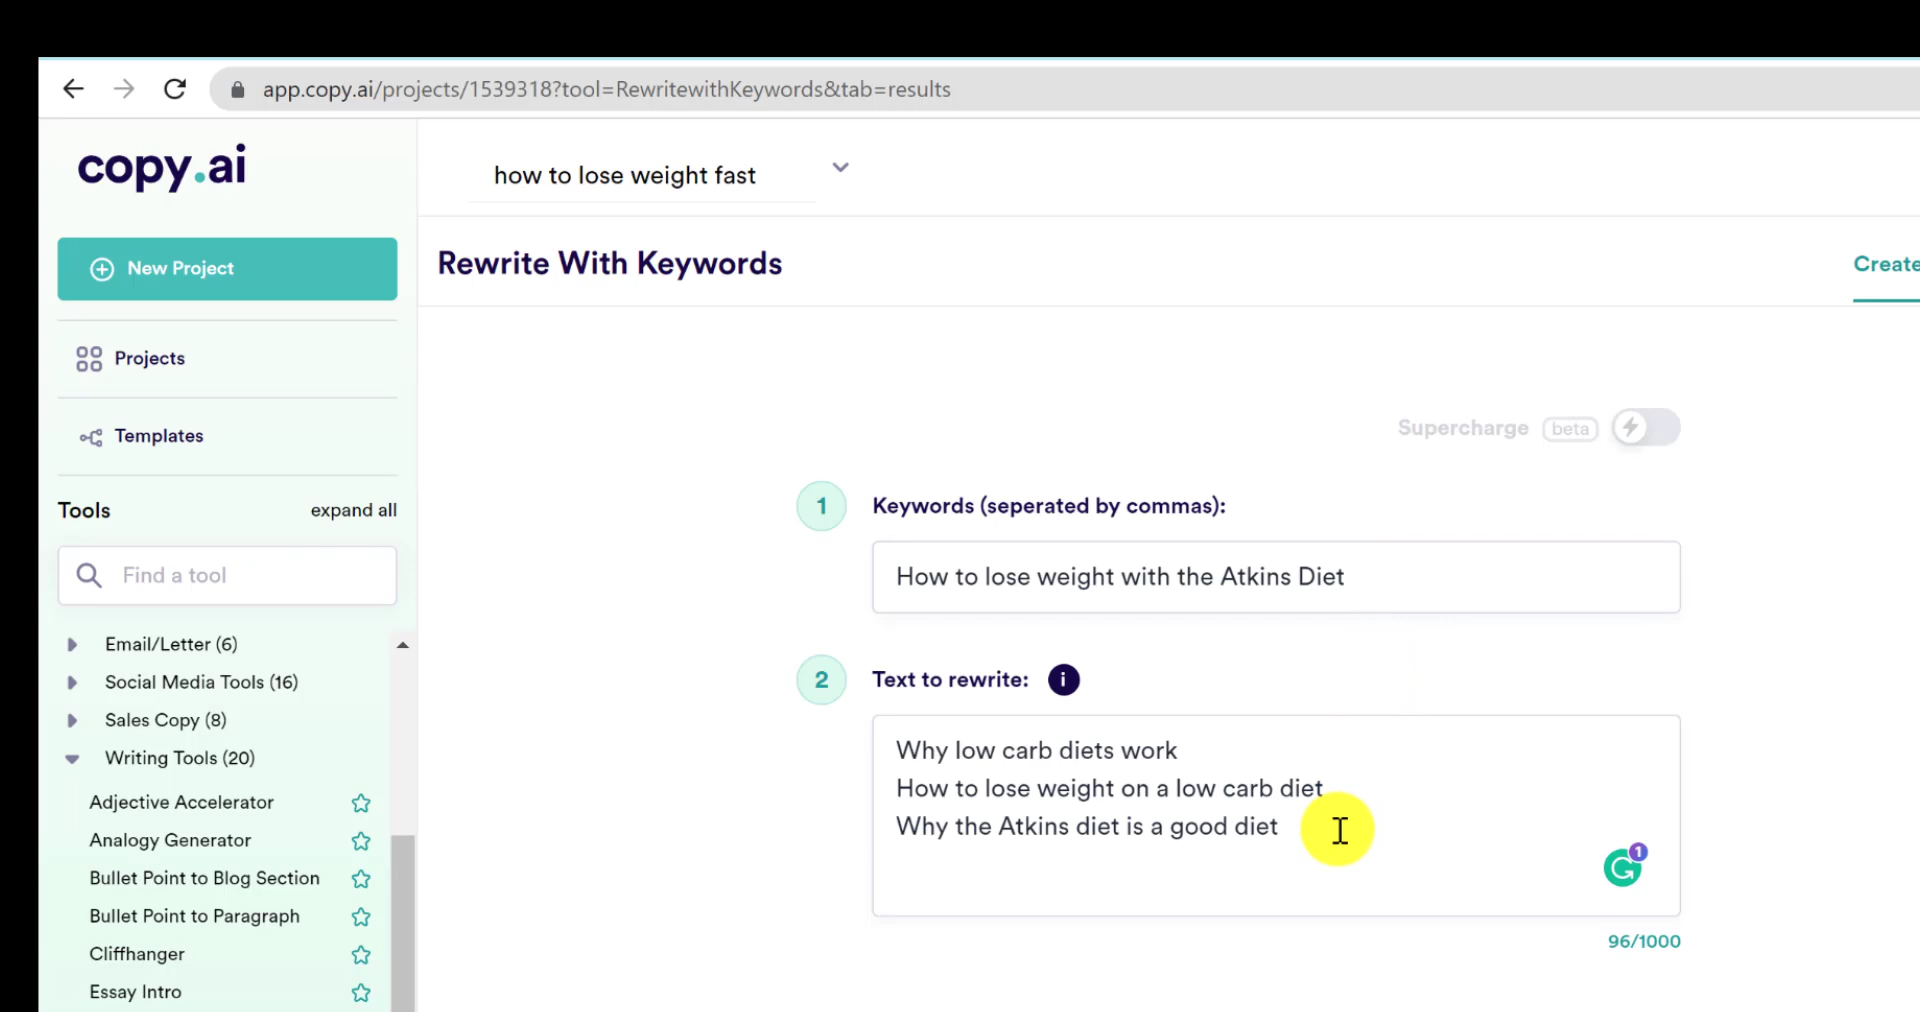 app.copy.ai/projects/1539318?tool=RewritewithKeywords&tab=results
copy.ai
how to lose weight fast
New Project
Rewrite With Keywords
Create
Projects
Templates
Supercharge beta
Tools expand all
Find a tool
Email/Letter (6)
Social Media Tools (16)
Sales Copy (8)
Writing Tools (20)
Adjective Accelerator
Analogy Generator
Bullet Point to Blog Section
Bullet Point to Paragraph
Cliffhanger
Essay Intro
1 Keywords (seperated by commas):
How to lose weight with the Atkins Diet
2 Text to rewrite: i
Why low carb diets work
How to lose weight on a low carb diet
Why the Atkins diet is a good diet
G 1
96/1000